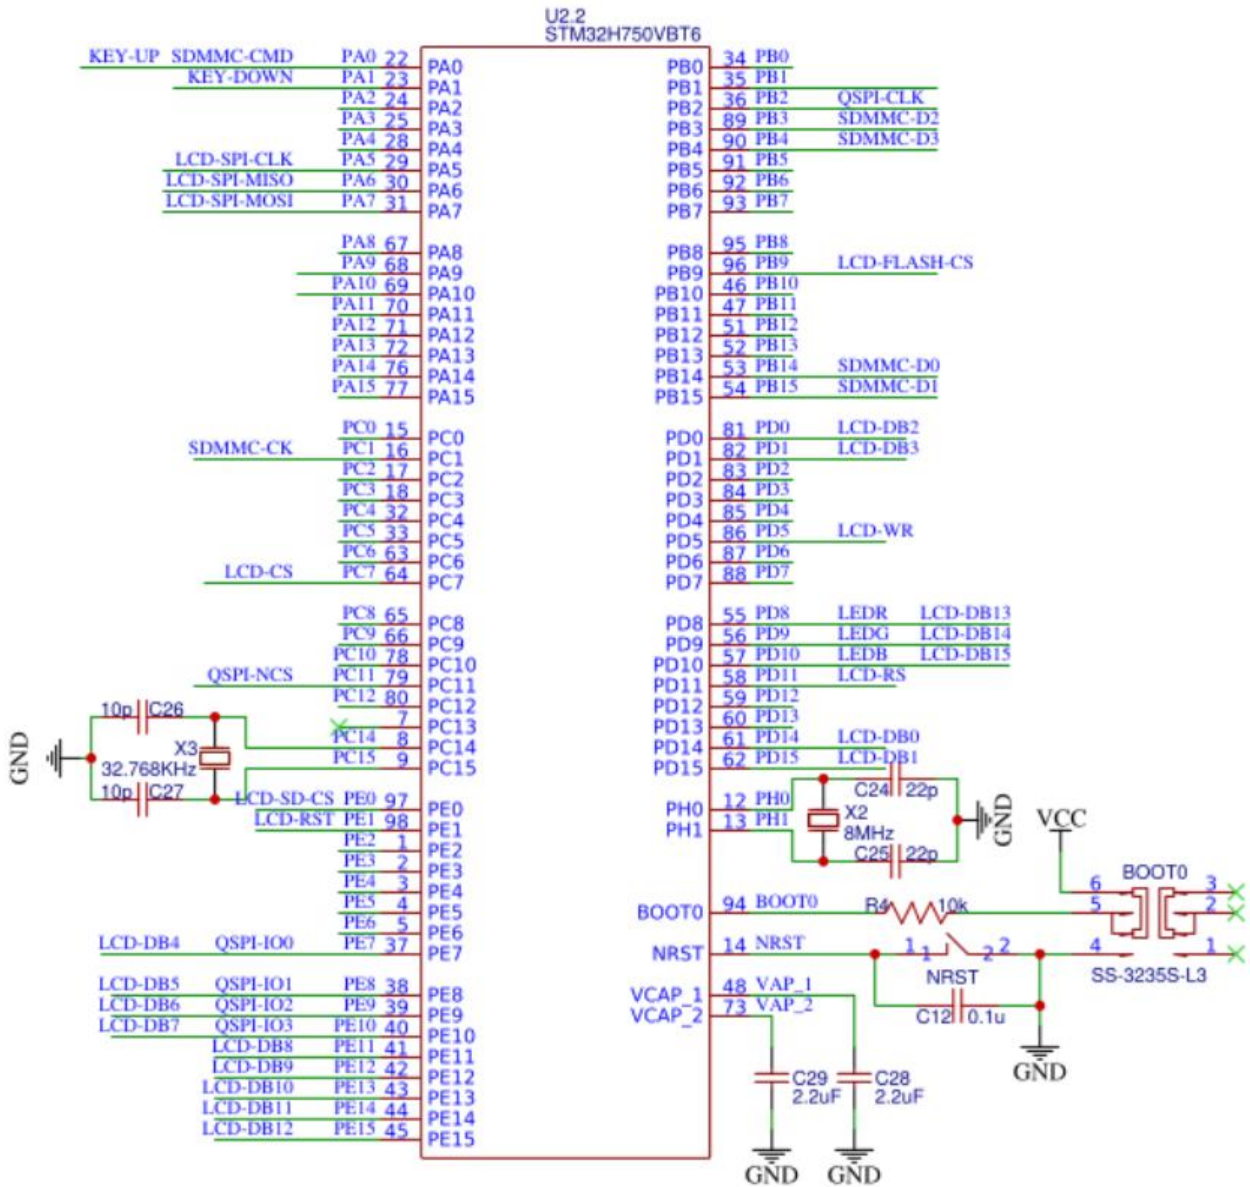 U2.2
STM32H750VBT6
KEY-UP SDMMC-CMD PA0 22 PA0
KEY-DOWN PA1 23 PA1
PA2 24 PA2
PA3 25 PA3
PA4 28 PA4
LCD-SPI-CLK PA5 29 PA5
LCD-SPI-MISO PA6 30 PA6
LCD-SPI-MOSI PA7 31 PA7
PA8 67 PA8
PA9 68 PA9
PA10 69 PA10
PA11 70 PA11
PA12 71 PA12
PA13 72 PA13
PA14 76 PA14
PA15 77 PA15
PC0 15 PC0
SDMMC-CK PC1 16 PC1
PC2 17 PC2
PC3 18 PC3
PC4 32 PC4
PC5 33 PC5
PC6 63 PC6
LCD-CS PC7 64 PC7
PC8 65 PC8
PC9 66 PC9
PC10 78 PC10
QSPI-NCS PC11 79 PC11
PC12 80 PC12
7 PC13
PC14 8 PC14
PC15 9 PC15
10p C26
X3
32.768KHz
10p C27
GND
LCD-SD-CS PE0 97 PE0
LCD-RST PE1 98 PE1
PE2 1 PE2
PE3 2 PE3
PE4 3 PE4
PE5 4 PE5
PE6 5 PE6
LCD-DB4 QSPI-IO0 PE7 37 PE7
LCD-DB5 QSPI-IO1 PE8 38 PE8
LCD-DB6 QSPI-IO2 PE9 39 PE9
LCD-DB7 QSPI-IO3 PE10 40 PE10
LCD-DB8 PE11 41 PE11
LCD-DB9 PE12 42 PE12
LCD-DB10 PE13 43 PE13
LCD-DB11 PE14 44 PE14
LCD-DB12 PE15 45 PE15
PB0 34 PB0
PB1 35 PB1
PB2 36 PB2 QSPI-CLK
PB3 89 PB3 SDMMC-D2
PB4 90 PB4 SDMMC-D3
PB5 91 PB5
PB6 92 PB6
PB7 93 PB7
PB8 95 PB8
PB9 96 PB9 LCD-FLASH-CS
PB10 46 PB10
PB11 47 PB11
PB12 51 PB12
PB13 52 PB13
PB14 53 PB14 SDMMC-D0
PB15 54 PB15 SDMMC-D1
PD0 81 PD0 LCD-DB2
PD1 82 PD1 LCD-DB3
PD2 83 PD2
PD3 84 PD3
PD4 85 PD4
PD5 86 PD5 LCD-WR
PD6 87 PD6
PD7 88 PD7
PD8 55 PD8 LEDR LCD-DB13
PD9 56 PD9 LEDG LCD-DB14
PD10 57 PD10 LEDB LCD-DB15
PD11 58 PD11 LCD-RS
PD12 59 PD12
PD13 60 PD13
PD14 61 PD14 LCD-DB0
PD15 62 PD15 LCD-DB1
PH0 12 PH0
PH1 13 PH1
C24 22p
X2
8MHz
C25 22p
GND
VCC
BOOT0
6 3
5 2
4 1
SS-3235S-L3
BOOT0 94 BOOT0 R4 10k
NRST 14 NRST 1 1 2 2
NRST
C12 0.1u
GND
VCAP_1 48 VAP_1
VCAP_2 73 VAP_2
C29
2.2uF
C28
2.2uF
GND
GND